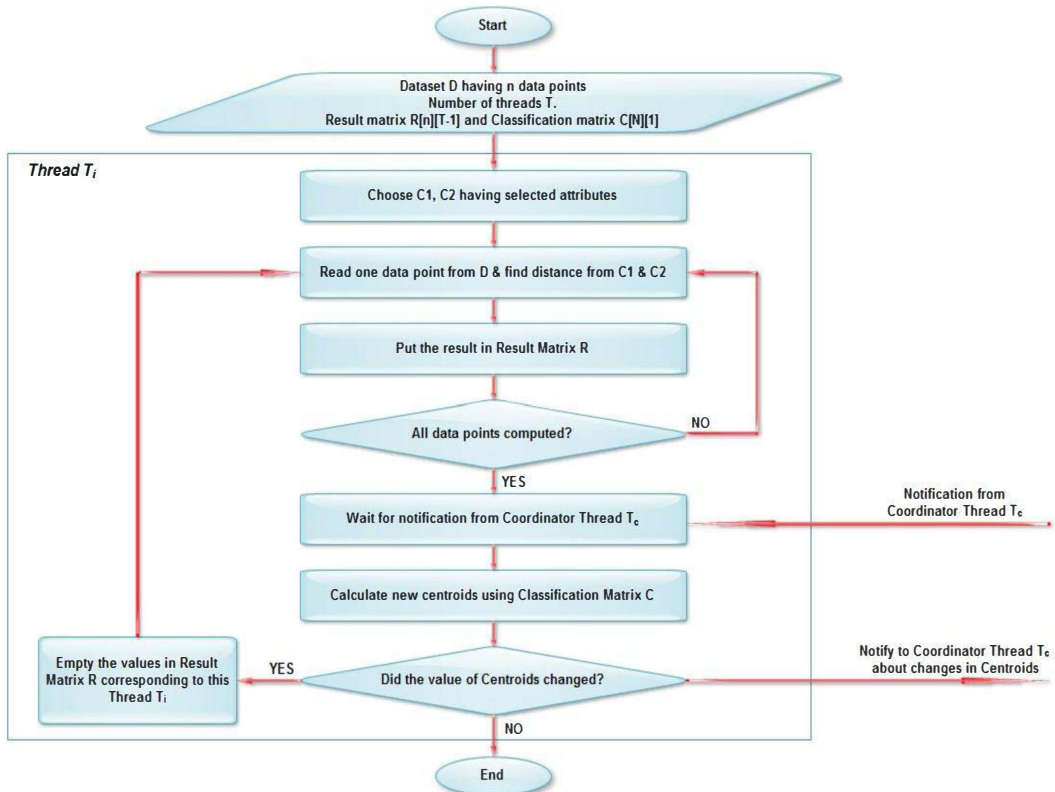 Start
Dataset D having n data points
Number of threads T.
Result matrix R[n][T-1] and Classification matrix C[N][1]
Thread Tᵢ
Choose C1, C2 having selected attributes
Read one data point from D & find distance from C1 & C2
Put the result in Result Matrix R
All data points computed?
NO
YES
Notification from
Coordinator Thread T꜀
Wait for notification from Coordinator Thread T꜀
Calculate new centroids using Classification Matrix C
Empty the values in Result
Matrix R corresponding to this
Thread Tᵢ
YES
Did the value of Centroids changed?
Notify to Coordinator Thread T꜀
about changes in Centroids
NO
End